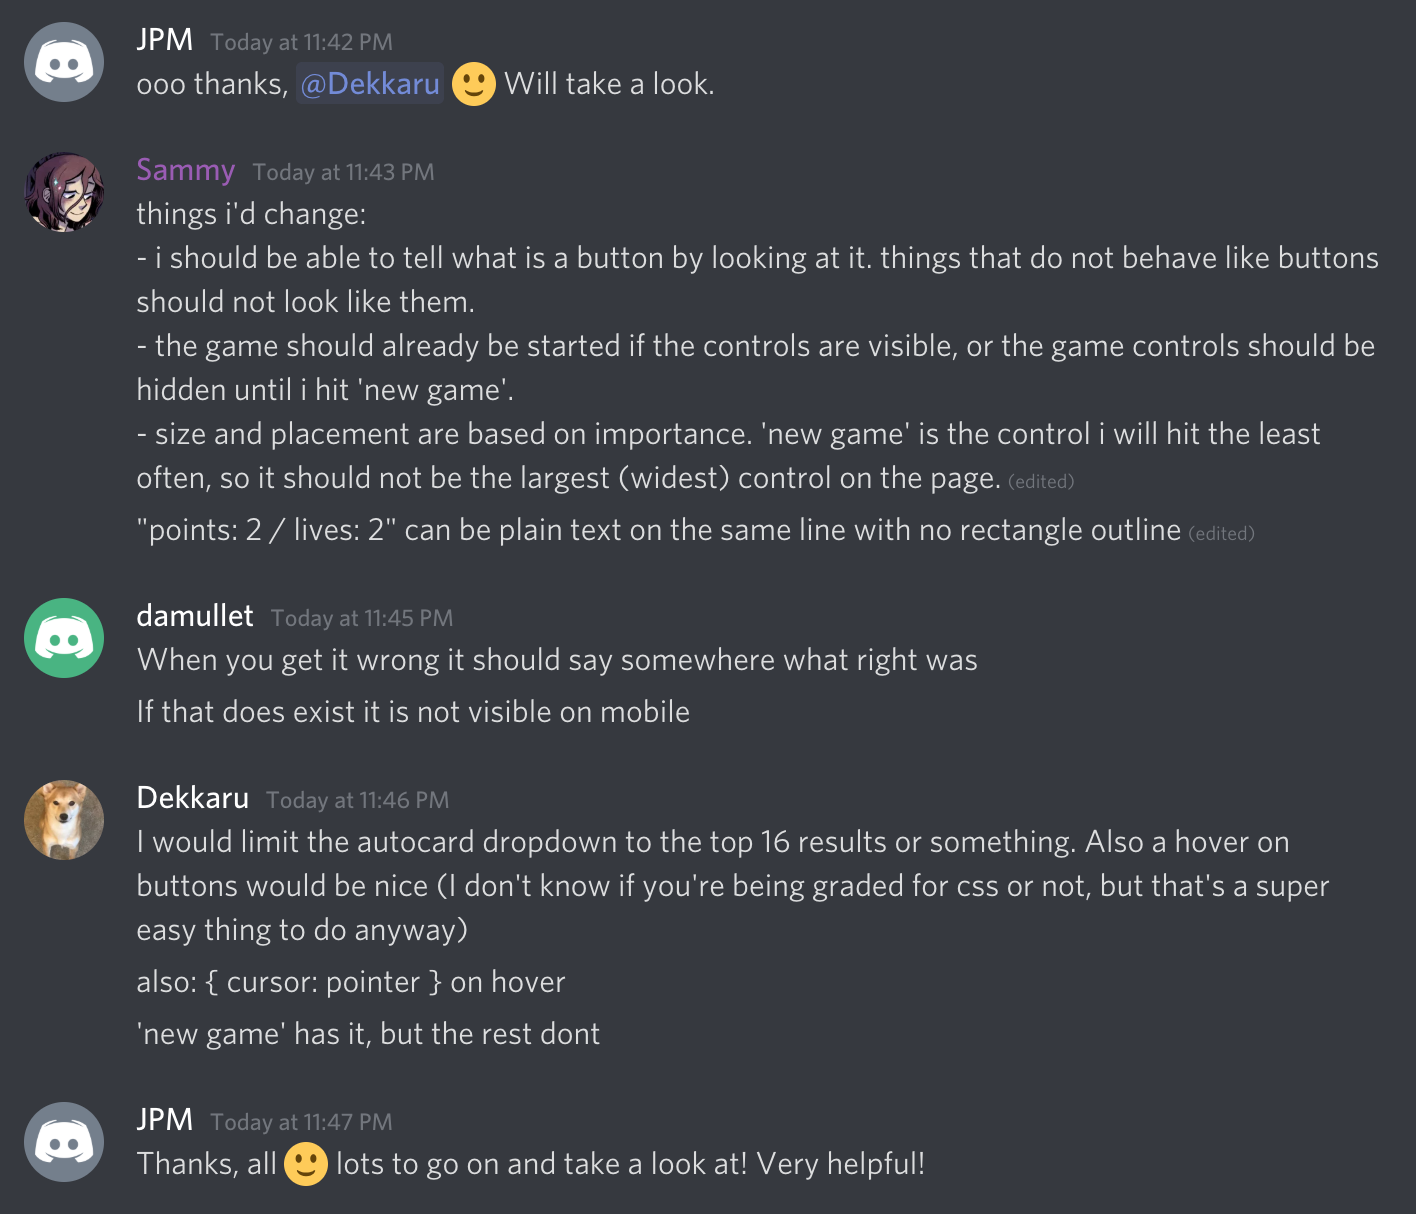 JPM Today at 11:42 PM
ooo thanks, @Dekkaru 🙂 Will take a look.
Sammy Today at 11:43 PM
things i'd change:
- i should be able to tell what is a button by looking at it. things that do not behave like buttons
should not look like them.
- the game should already be started if the controls are visible, or the game controls should be
hidden until i hit 'new game'.
- size and placement are based on importance. 'new game' is the control i will hit the least
often, so it should not be the largest (widest) control on the page. (edited)
"points: 2 / lives: 2" can be plain text on the same line with no rectangle outline (edited)
damullet Today at 11:45 PM
When you get it wrong it should say somewhere what right was
If that does exist it is not visible on mobile
Dekkaru Today at 11:46 PM
I would limit the autocard dropdown to the top 16 results or something. Also a hover on
buttons would be nice (I don't know if you're being graded for css or not, but that's a super
easy thing to do anyway)
also: { cursor: pointer } on hover
'new game' has it, but the rest dont
JPM Today at 11:47 PM
Thanks, all 🙂 lots to go on and take a look at! Very helpful!